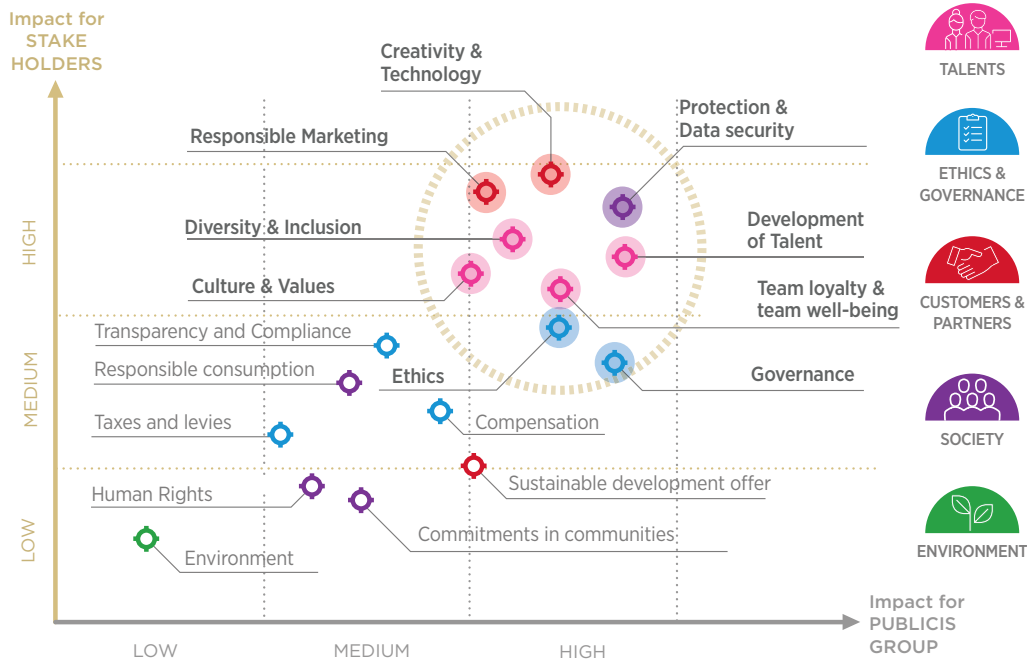 Impact for
STAKE
HOLDERS
Creativity &
Technology
Protection &
Data security
Responsible Marketing
Diversity & Inclusion
Development
of Talent
Culture & Values
Team loyalty &
team well-being
Transparency and Compliance
Responsible consumption
Ethics
Governance
Taxes and levies
Compensation
Human Rights
Sustainable development offer
Commitments in communities
Environment
HIGH
MEDIUM
LOW
LOW
MEDIUM
HIGH
Impact for
PUBLICIS
GROUP
TALENTS
ETHICS &
GOVERNANCE
CUSTOMERS &
PARTNERS
SOCIETY
ENVIRONMENT